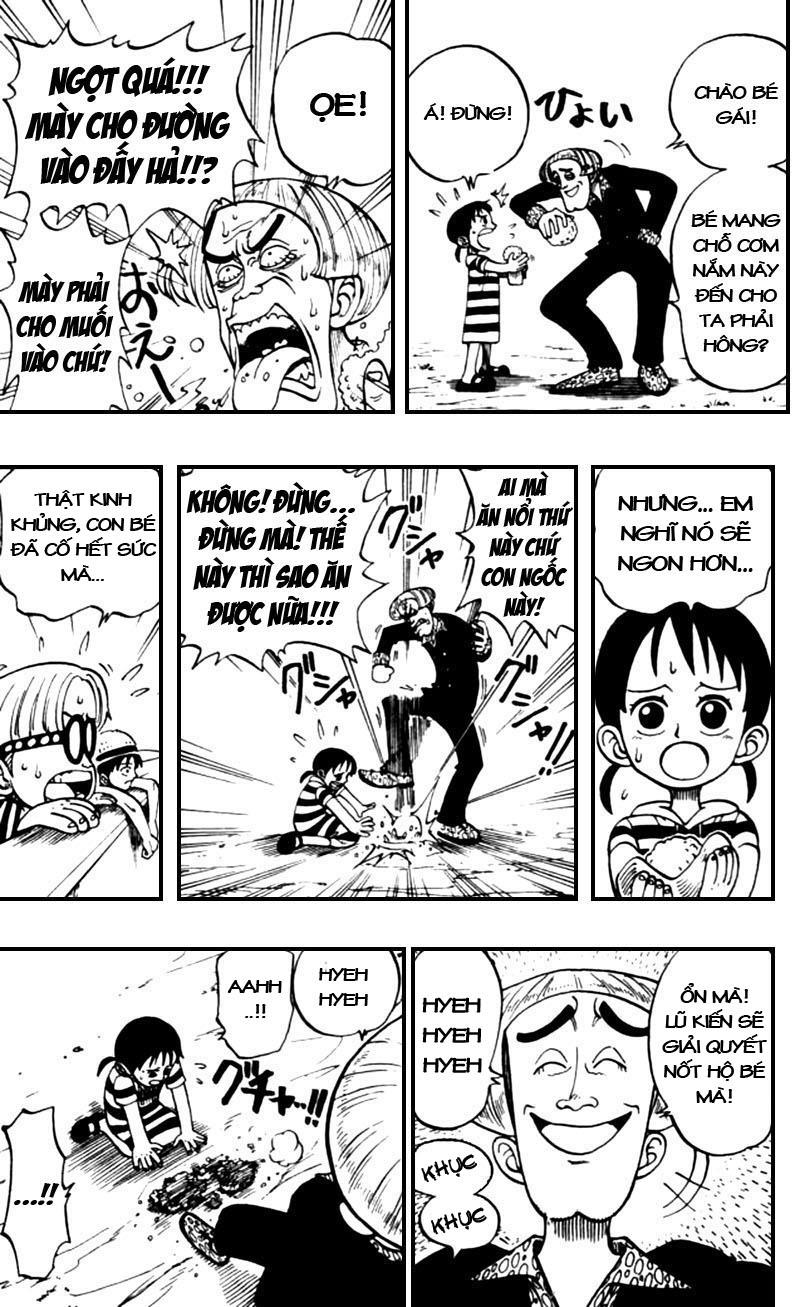 CHÀO BÉ
GÁI!
BÉ MANG
CHỖ CƠM
NẮM NÀY
ĐẾN CHO
TA PHẢI
HÔNG?
ひょい
Á! ĐỪNG!
ỌE!
NGỌT QUÁ!!!
MÀY CHO ĐƯỜNG
VÀO ĐẤY HẢ!!?
おえー
MÀY PHẢI
CHO MUỐI
VÀO CHỨ!
NHƯNG... EM
NGHĨ NÓ SẼ
NGON HƠN...
AI MÀ
ĂN NỔI THỨ
NÀY CHỨ
CON NGỐC
NÀY!
グシャ
グシャ
グシャ!!
KHÔNG! ĐỪNG...
ĐỪNG MÀ! THẾ
NÀY THÌ SAO ĂN
ĐƯỢC NỮA!!!
THẬT KINH
KHỦNG, CON BÉ
ĐÃ CỐ HẾT SỨC
MÀ...
ỔN MÀ!
LŨ KIẾN SẼ
GIẢI QUYẾT
NỐT HỘ BÉ
MÀ!
HYEH
HYEH
HYEH
KHỤC
KHỤC
HYEH
HYEH
AAHH
..!!
グチャ…!!
...!!